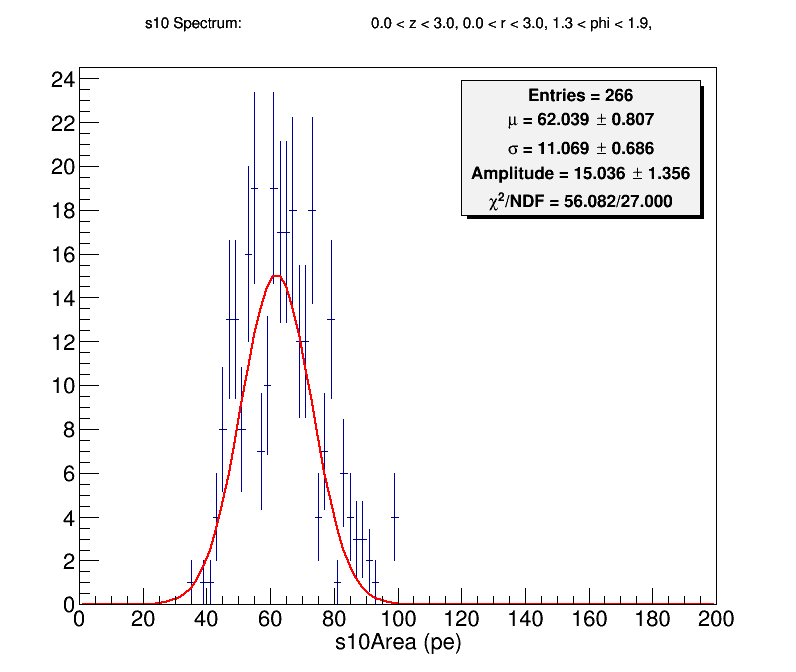 s10 Spectrum: 0.0 < z < 3.0, 0.0 < r < 3.0, 1.3 < phi < 1.9,
Entries = 266
μ = 62.039 ± 0.807
σ = 11.069 ± 0.686
Amplitude = 15.036 ± 1.356
χ²/NDF = 56.082/27.000
24
22
20
18
16
14
12
10
8
6
4
2
0
0 20 40 60 80 100 120 140 160 180 200
s10Area (pe)